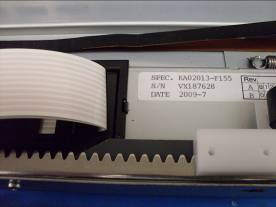 SPEC. KA02013-F155
S/N VX187628
DATE 2009-7
Rev.
A
B